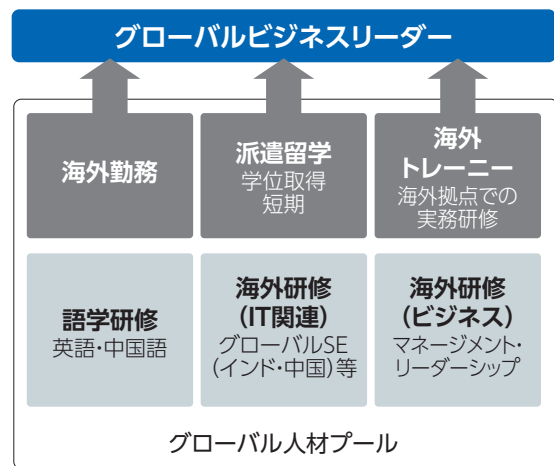 グローバルビジネスリーダー
海外勤務
派遣留学
学位取得
短期
海外
トレーニー
海外拠点での
実務研修
語学研修
英語・中国語
海外研修
(IT関連)
グローバルSE
(インド・中国)等
海外研修
(ビジネス)
マネージメント・
リーダーシップ
グローバル人材プール